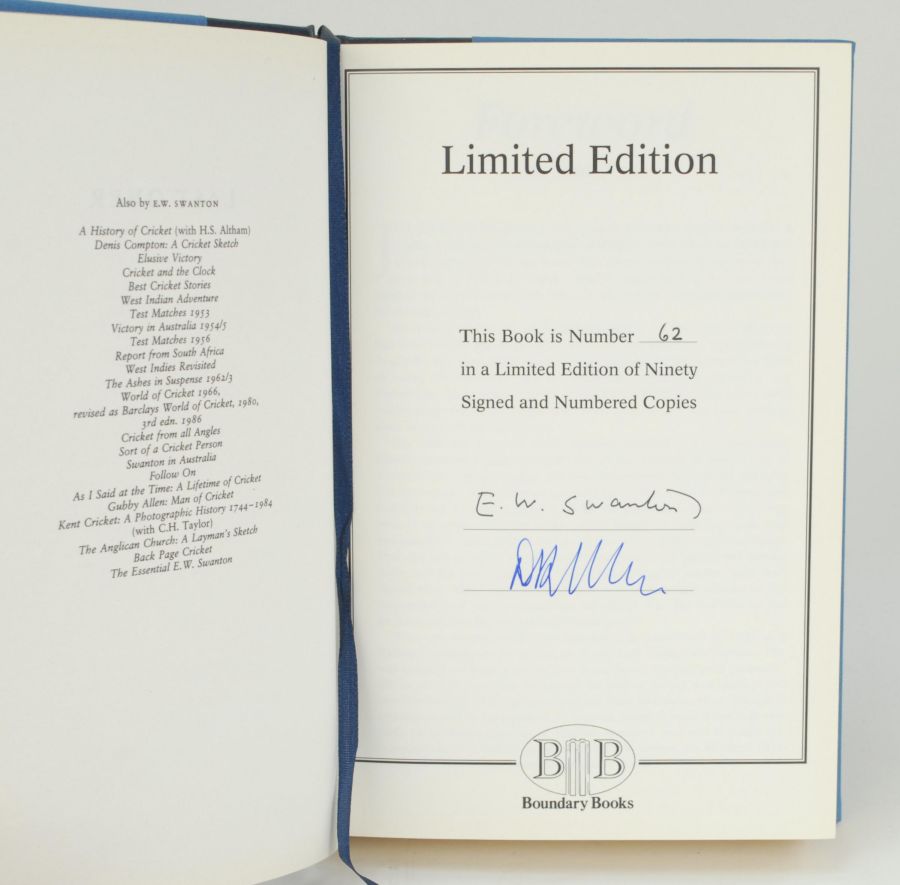 Also by E.W. SWANTON
A History of Cricket (with H.S. Altham)
Denis Compton: A Cricket Sketch
Elusive Victory
Cricket and the Clock
Best Cricket Stories
West Indian Adventure
Test Matches 1953
Victory in Australia 1954/5
Test Matches 1956
Report from South Africa
West Indies Revisited
The Ashes in Suspense 1962/3
World of Cricket 1966,
revised as Barclays World of Cricket, 1980,
3rd edn. 1986
Cricket from all Angles
Sort of a Cricket Person
Swanton in Australia
Follow On
As I Said at the Time: A Lifetime of Cricket
Gubby Allen: Man of Cricket
Kent Cricket: A Photographic History 1744–1984
(with C.H. Taylor)
The Anglican Church: A Layman's Sketch
Back Page Cricket
The Essential E.W. Swanton
Foreword
Limited Edition
This Book is Number 62
in a Limited Edition of Ninety
Signed and Numbered Copies
E. W. Swanton
B B
Boundary Books